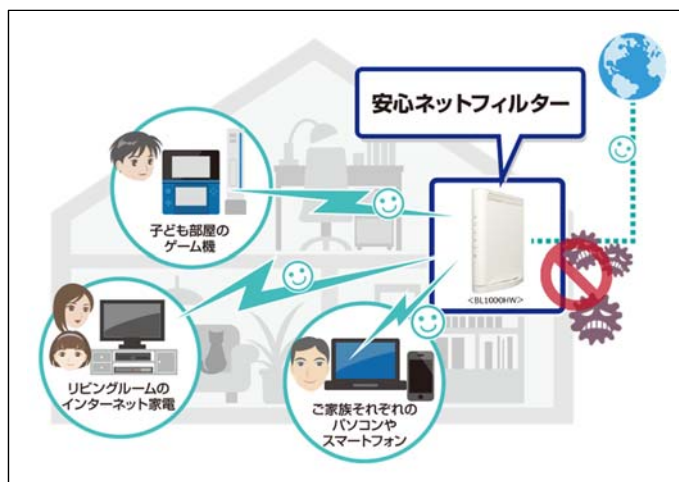 安心ネットフィルター
子ども部屋の
ゲーム機
<BL1000HW>
リビングルームの
インターネット家電
ご家族それぞれの
パソコンや
スマートフォン